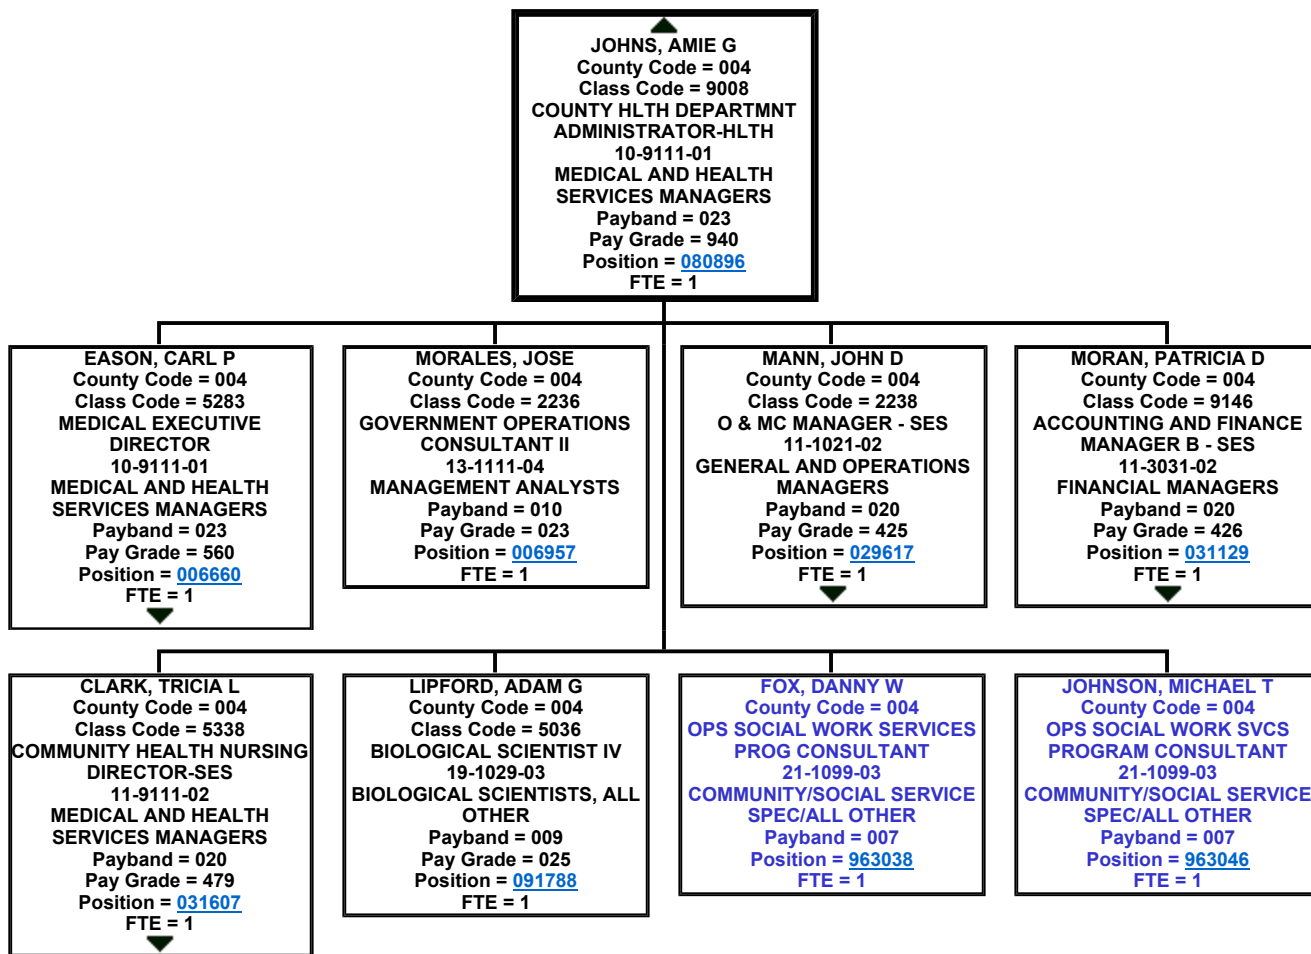 JOHNS, AMIE G
County Code = 004
Class Code = 9008
COUNTY HLTH DEPARTMNT
ADMINISTRATOR-HLTH
10-9111-01
MEDICAL AND HEALTH
SERVICES MANAGERS
Payband = 023
Pay Grade = 940
Position = 080896
FTE = 1
EASON, CARL P
County Code = 004
Class Code = 5283
MEDICAL EXECUTIVE
DIRECTOR
10-9111-01
MEDICAL AND HEALTH
SERVICES MANAGERS
Payband = 023
Pay Grade = 560
Position = 006660
FTE = 1
MORALES, JOSE
County Code = 004
Class Code = 2236
GOVERNMENT OPERATIONS
CONSULTANT II
13-1111-04
MANAGEMENT ANALYSTS
Payband = 010
Pay Grade = 023
Position = 006957
FTE = 1
MANN, JOHN D
County Code = 004
Class Code = 2238
O & MC MANAGER - SES
11-1021-02
GENERAL AND OPERATIONS
MANAGERS
Payband = 020
Pay Grade = 425
Position = 029617
FTE = 1
MORAN, PATRICIA D
County Code = 004
Class Code = 9146
ACCOUNTING AND FINANCE
MANAGER B - SES
11-3031-02
FINANCIAL MANAGERS
Payband = 020
Pay Grade = 426
Position = 031129
FTE = 1
CLARK, TRICIA L
County Code = 004
Class Code = 5338
COMMUNITY HEALTH NURSING
DIRECTOR-SES
11-9111-02
MEDICAL AND HEALTH
SERVICES MANAGERS
Payband = 020
Pay Grade = 479
Position = 031607
FTE = 1
LIPFORD, ADAM G
County Code = 004
Class Code = 5036
BIOLOGICAL SCIENTIST IV
19-1029-03
BIOLOGICAL SCIENTISTS, ALL
OTHER
Payband = 009
Pay Grade = 025
Position = 091788
FTE = 1
FOX, DANNY W
County Code = 004
OPS SOCIAL WORK SERVICES
PROG CONSULTANT
21-1099-03
COMMUNITY/SOCIAL SERVICE
SPEC/ALL OTHER
Payband = 007
Position = 963038
FTE = 1
JOHNSON, MICHAEL T
County Code = 004
OPS SOCIAL WORK SVCS
PROGRAM CONSULTANT
21-1099-03
COMMUNITY/SOCIAL SERVICE
SPEC/ALL OTHER
Payband = 007
Position = 963046
FTE = 1